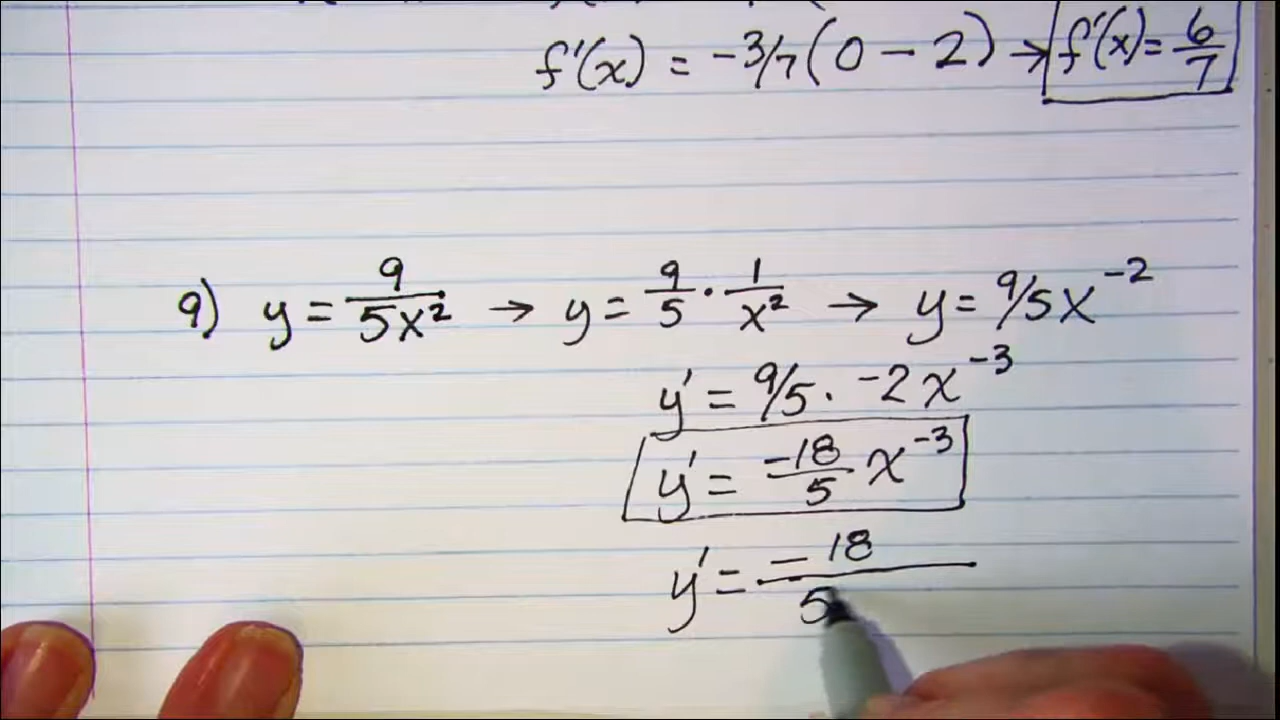 f'(x) = -3/7(0 - 2) → f'(x) = 6/7
9) y = 9/5x² → y = 9/5 · 1/x² → y = 9/5x⁻²
y' = 9/5 · -2x⁻³
y' = -18/5 x⁻³
y' = -18/5